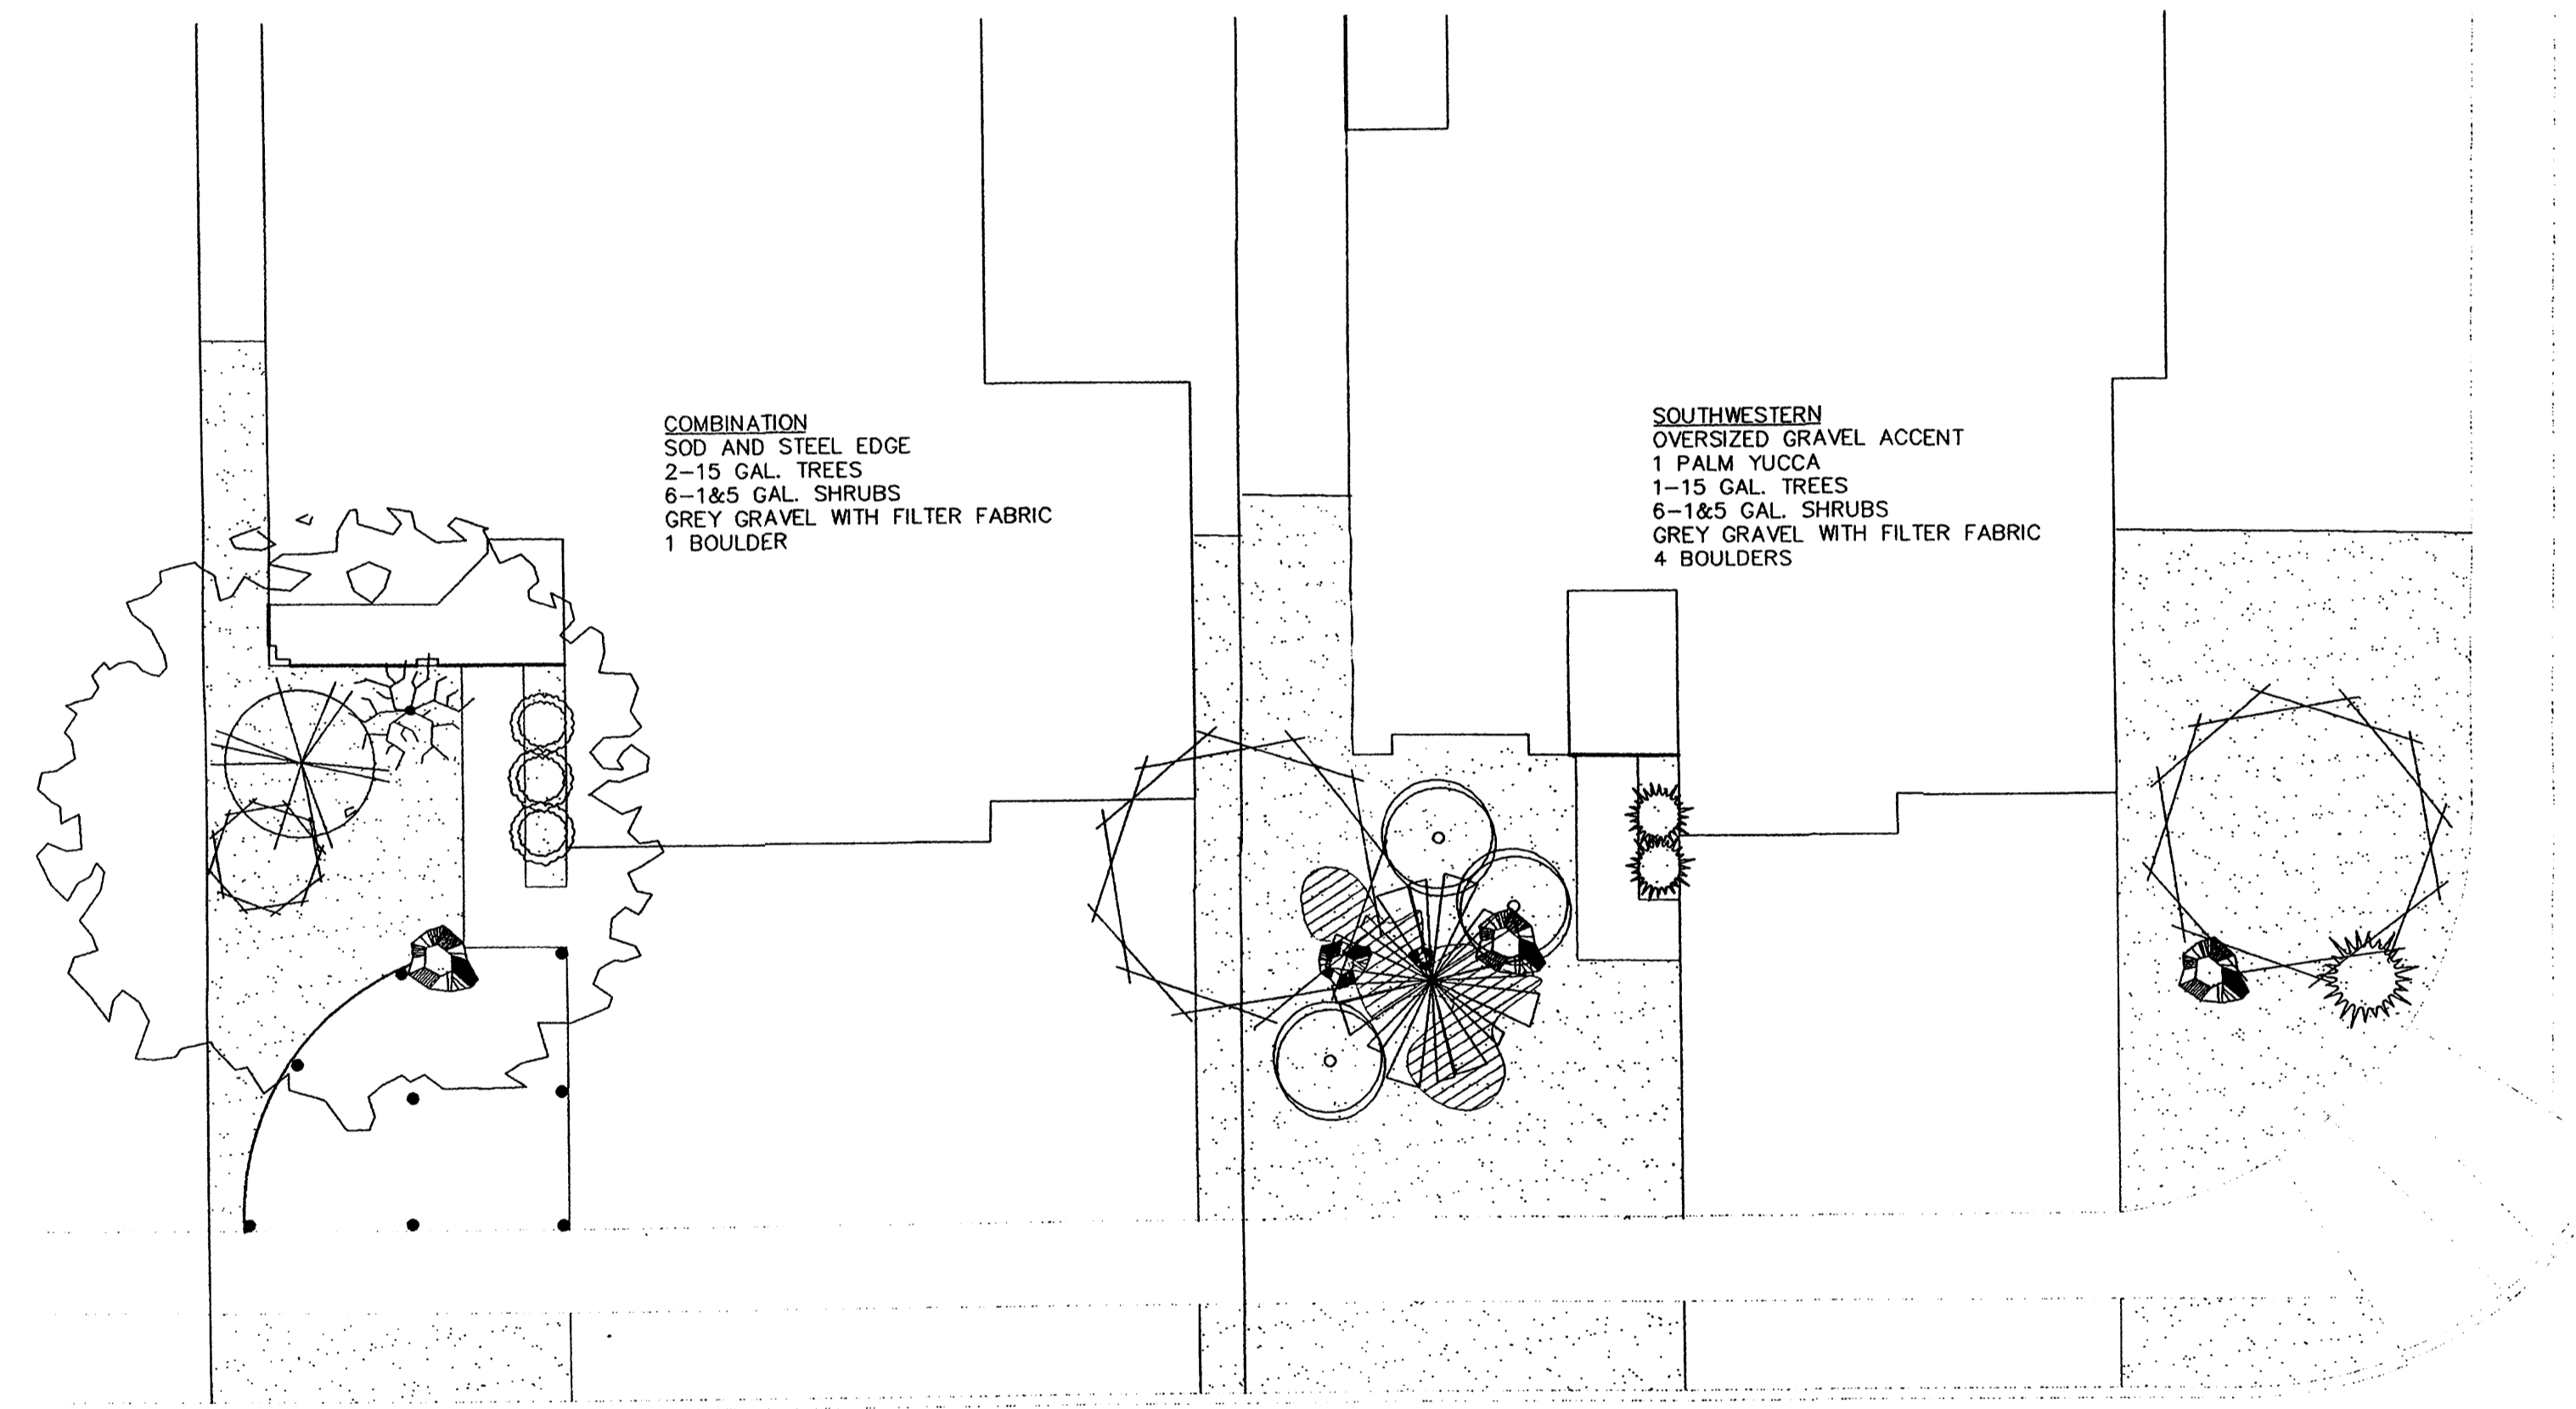 COMBINATION
SOD AND STEEL EDGE
2-15 GAL. TREES
6-1&5 GAL. SHRUBS
GREY GRAVEL WITH FILTER FABRIC
1 BOULDER
SOUTHWESTERN
OVERSIZED GRAVEL ACCENT
1 PALM YUCCA
1-15 GAL. TREES
6-1&5 GAL. SHRUBS
GREY GRAVEL WITH FILTER FABRIC
4 BOULDERS